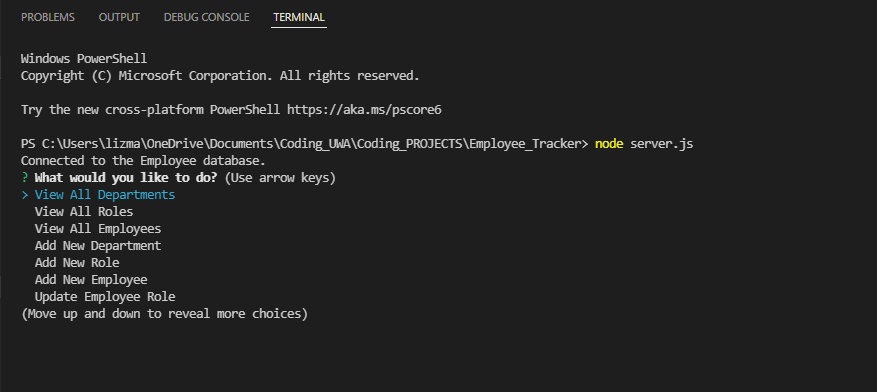 PROBLEMS OUTPUT DEBUG CONSOLE TERMINAL
Windows PowerShell
Copyright (C) Microsoft Corporation. All rights reserved.
Try the new cross-platform PowerShell https://aka.ms/pscore6
PS C:\Users\lizma\OneDrive\Documents\Coding_UWA\Coding_PROJECTS\Employee_Tracker> node server.js
Connected to the Employee database.
? What would you like to do? (Use arrow keys)
> View All Departments
View All Roles
View All Employees
Add New Department
Add New Role
Add New Employee
Update Employee Role
(Move up and down to reveal more choices)